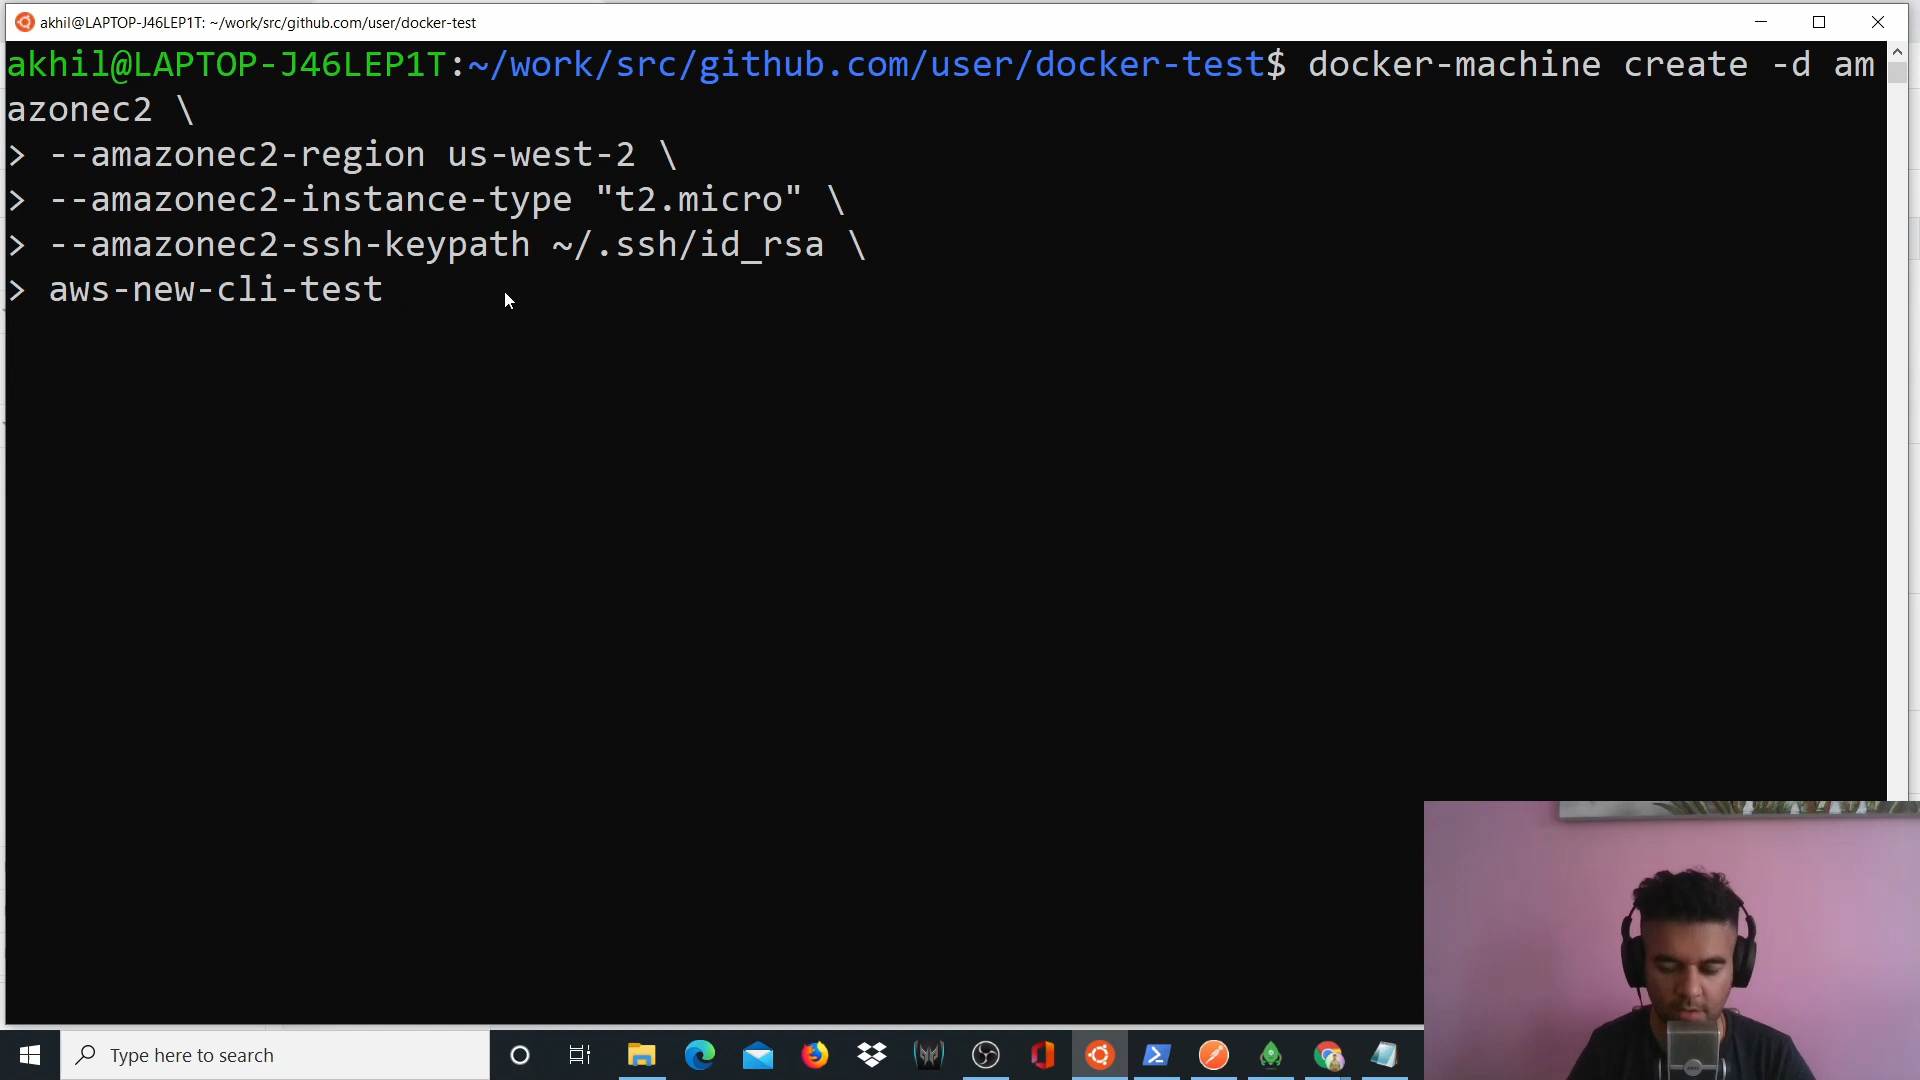 akhil@LAPTOP-J46LEP1T: ~/work/src/github.com/user/docker-test
akhil@LAPTOP-J46LEP1T:~/work/src/github.com/user/docker-test$ docker-machine create -d am
azonec2 \
> --amazonec2-region us-west-2 \
> --amazonec2-instance-type "t2.micro" \
> --amazonec2-ssh-keypath ~/.ssh/id_rsa \
> aws-new-cli-test
Type here to search